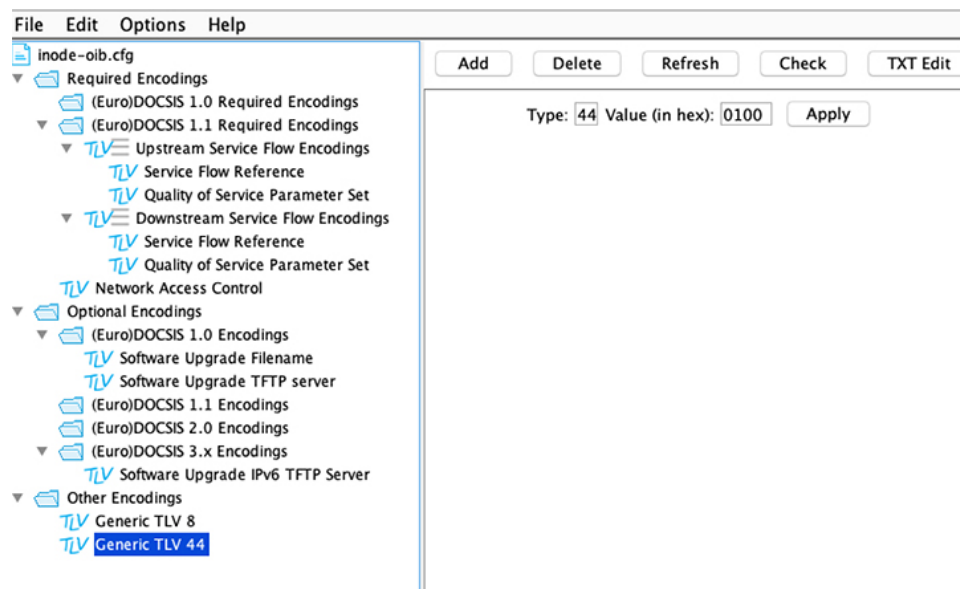 File Edit Options Help
inode-oib.cfg
Add Delete Refresh Check TXT Edit
Required Encodings
(Euro)DOCSIS 1.0 Required Encodings
Type: 44 Value (in hex): 0100 Apply
(Euro)DOCSIS 1.1 Required Encodings
TLV Upstream Service Flow Encodings
TLV Service Flow Reference
TLV Quality of Service Parameter Set
TLV Downstream Service Flow Encodings
TLV Service Flow Reference
TLV Quality of Service Parameter Set
TLV Network Access Control
Optional Encodings
(Euro)DOCSIS 1.0 Encodings
TLV Software Upgrade Filename
TLV Software Upgrade TFTP server
(Euro)DOCSIS 1.1 Encodings
(Euro)DOCSIS 2.0 Encodings
(Euro)DOCSIS 3.x Encodings
TLV Software Upgrade IPv6 TFTP Server
Other Encodings
TLV Generic TLV 8
TLV Generic TLV 44